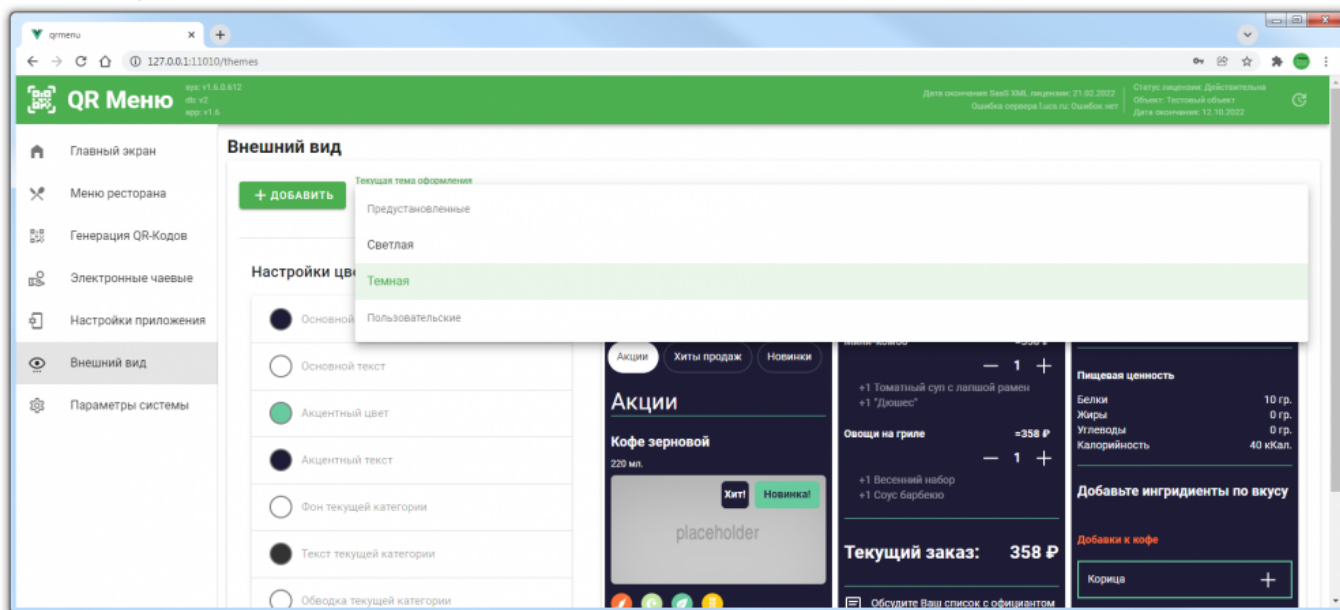 qrmenu
127.0.0.1:11010/themes
QR Меню
sys: v1.6.0.612
db: v2
app: v1.6
Дата окончания SaaS XML лицензии: 21.02.2022
Ошибка сервера Luca.ru: Ошибок нет
Статус лицензии: Действительна
Объект: Тестовый объект
Дата окончания: 12.10.2022
Главный экран
Меню ресторана
Генерация QR-Кодов
Электронные чаевые
Настройки приложения
Внешний вид
Параметры системы
Внешний вид
+ ДОБАВИТЬ
Текущая тема оформления
Предустановленные
Светлая
Темная
Пользовательские
Настройки цве
Основной
Основной текст
Акцентный цвет
Акцентный текст
Фон текущей категории
Текст текущей категории
Обводка текущей категории
Акции
Хиты продаж
Новинки
Акции
Кофе зерновой
220 мл.
Хит!
Новинка!
placeholder
— 1 +
+1 Томатный суп с лапшой рамен
+1 "Дюшес"
Овощи на гриле =358 ₽
— 1 +
+1 Весенний набор
+1 Соус барбекю
Текущий заказ: 358 ₽
Обсудите Ваш список с официантом
Пищевая ценность
Белки 10 гр.
Жиры 0 гр.
Углеводы 0 гр.
Калорийность 40 кКал.
Добавьте ингридиенты по вкусу
Добавки к кофе
Корица +